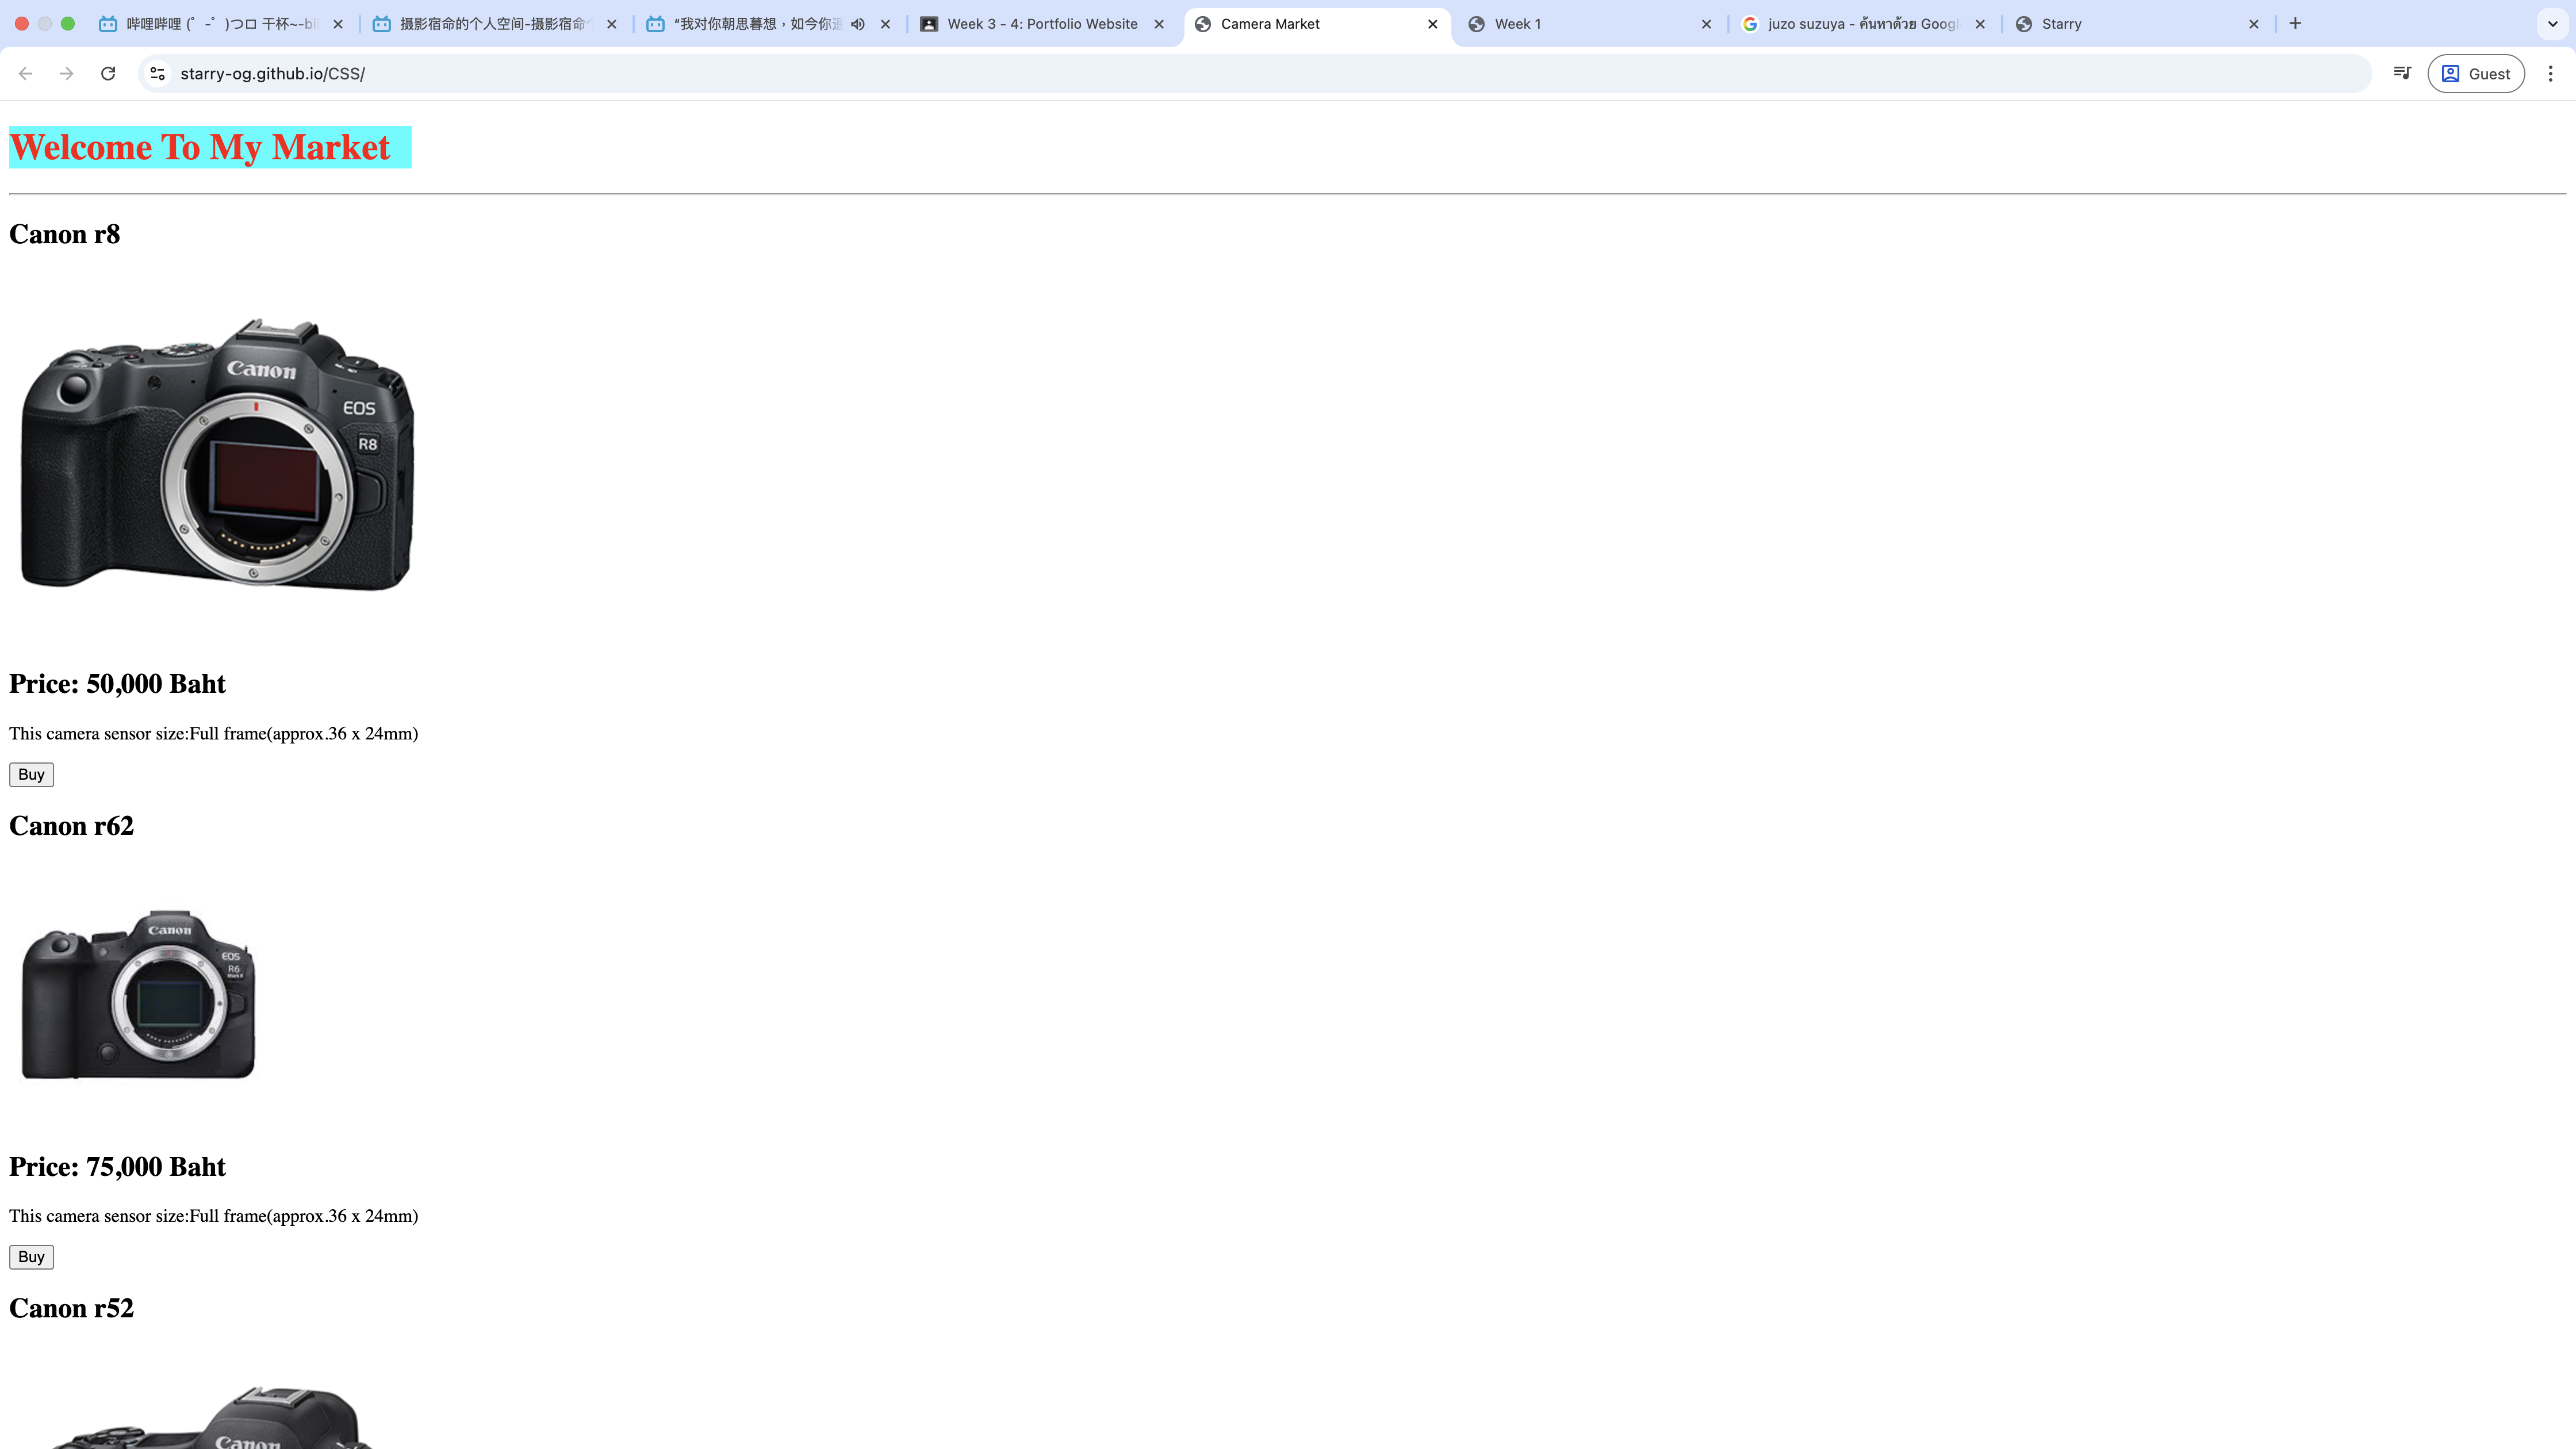 哔哩哔哩 (゜-゜)つロ 干杯~-bi
摄影宿命的个人空间-摄影宿命
“我对你朝思暮想，如今你
Week 3 - 4: Portfolio Website
Camera Market
Week 1
juzo suzuya - ค้นหาด้วย Googl
Starry
starry-og.github.io/CSS/
Guest
Welcome To My Market
Canon r8
Canon
EOS
R8
Price: 50,000 Baht
This camera sensor size:Full frame(approx.36 x 24mm)
Buy
Canon r62
Canon
EOS
R6
Mark II
Price: 75,000 Baht
This camera sensor size:Full frame(approx.36 x 24mm)
Buy
Canon r52
Canon